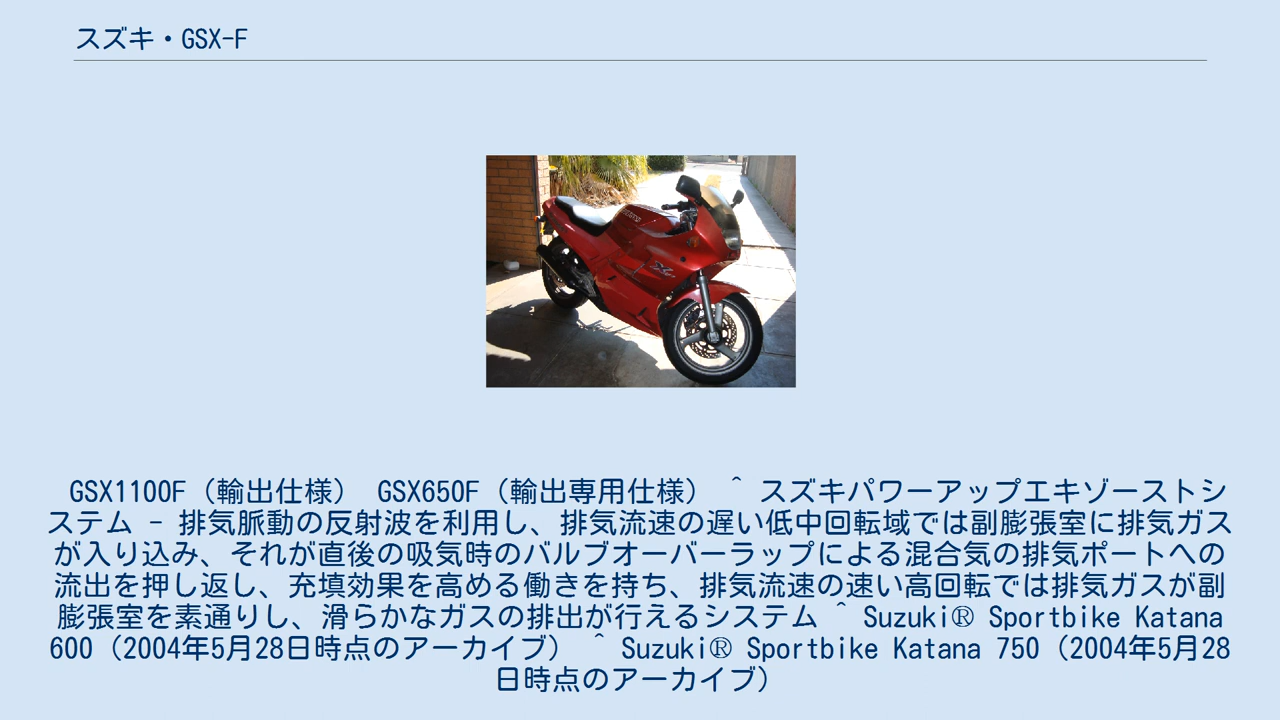 スズキ・GSX-F
GSX1100F（輸出仕様） GSX650F（輸出専用仕様） ^ スズキパワーアップエキゾーストシ
ステム - 排気脈動の反射波を利用し、排気流速の遅い低中回転域では副膨張室に排気ガス
が入り込み、それが直後の吸気時のバルブオーバーラップによる混合気の排気ポートへの
流出を押し返し、充填効果を高める働きを持ち、排気流速の速い高回転では排気ガスが副
膨張室を素通りし、滑らかなガスの排出が行えるシステム ^ Suzuki® Sportbike Katana
600（2004年5月28日時点のアーカイブ） ^ Suzuki® Sportbike Katana 750（2004年5月28
日時点のアーカイブ）